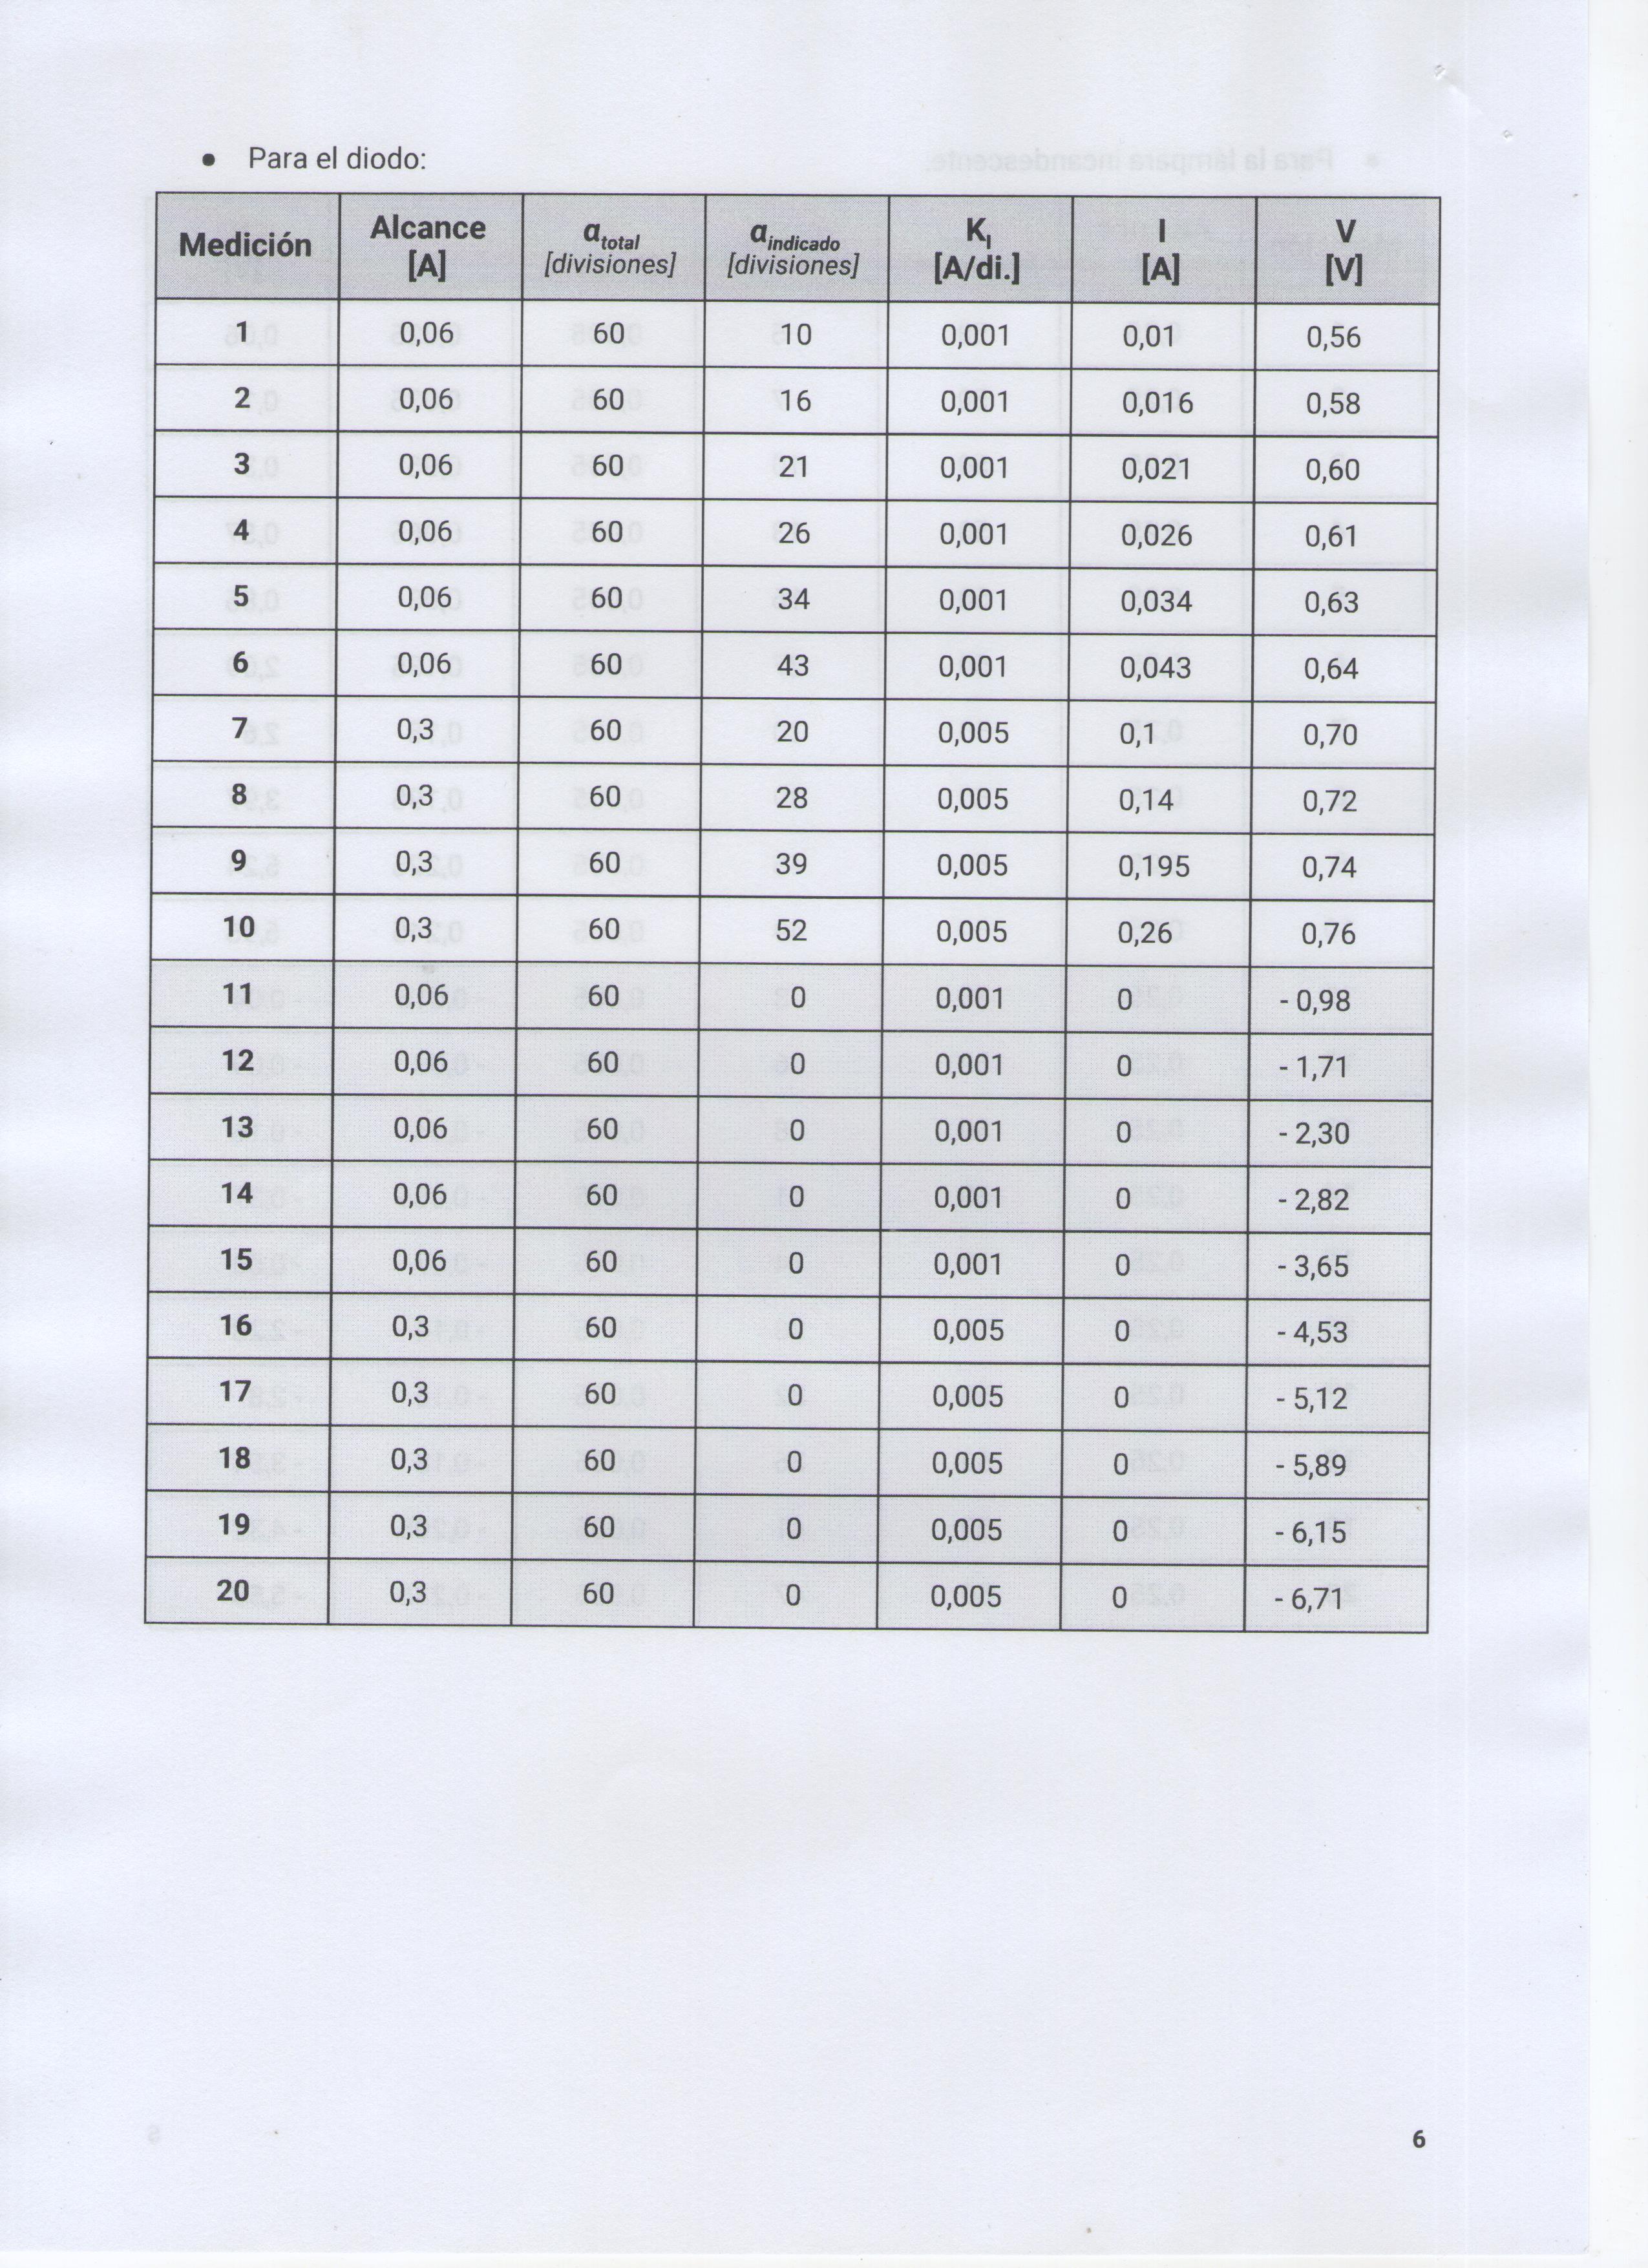 ● Para el diodo:
Medición Alcance [A] α total [divisiones] α indicado [divisiones] K I [A/di.] I [A] V [V]
1 0,06 60 10 0,001 0,01 0,56
2 0,06 60 16 0,001 0,016 0,58
3 0,06 60 21 0,001 0,021 0,60
4 0,06 60 26 0,001 0,026 0,61
5 0,06 60 34 0,001 0,034 0,63
6 0,06 60 43 0,001 0,043 0,64
7 0,3 60 20 0,005 0,1 0,70
8 0,3 60 28 0,005 0,14 0,72
9 0,3 60 39 0,005 0,195 0,74
10 0,3 60 52 0,005 0,26 0,76
11 0,06 60 0 0,001 0 - 0,98
12 0,06 60 0 0,001 0 - 1,71
13 0,06 60 0 0,001 0 - 2,30
14 0,06 60 0 0,001 0 - 2,82
15 0,06 60 0 0,001 0 - 3,65
16 0,3 60 0 0,005 0 - 4,53
17 0,3 60 0 0,005 0 - 5,12
18 0,3 60 0 0,005 0 - 5,89
19 0,3 60 0 0,005 0 - 6,15
20 0,3 60 0 0,005 0 - 6,71
6